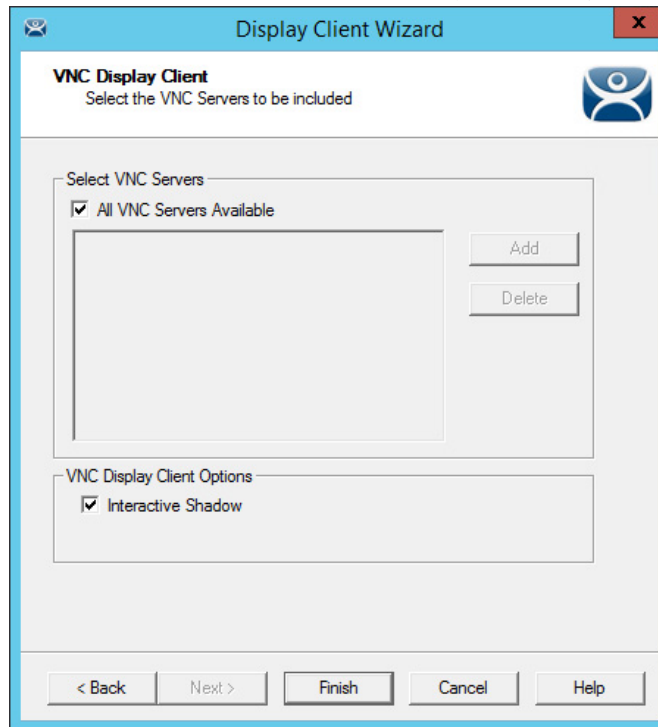 Display Client Wizard
x
VNC Display Client
Select the VNC Servers to be included
Select VNC Servers
All VNC Servers Available
Add
Delete
VNC Display Client Options
Interactive Shadow
< Back Next > Finish Cancel Help